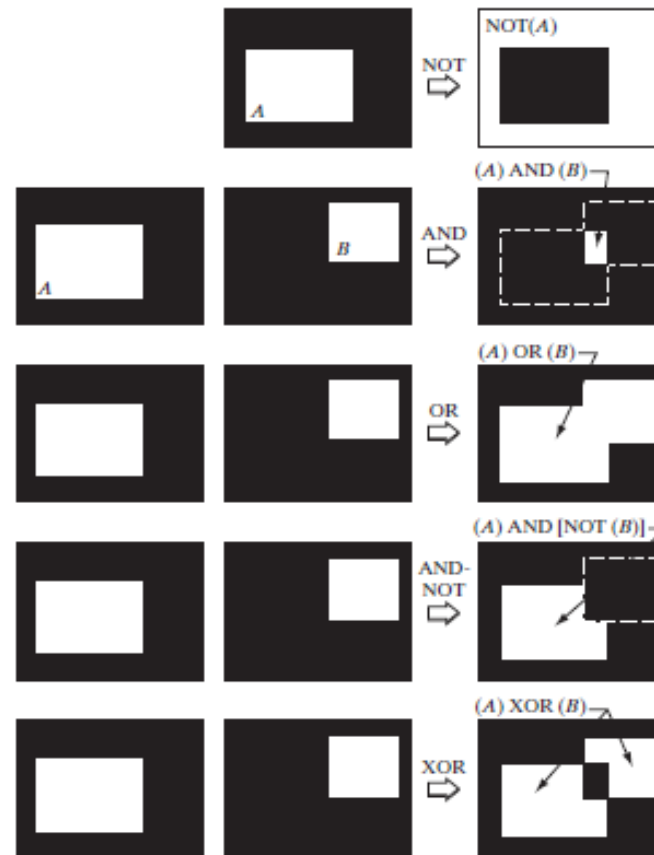 NOT(A)
NOT
A
(A) AND (B)
AND
B
A
(A) OR (B)
OR
(A) AND [NOT (B)]
AND-
NOT
(A) XOR (B)
XOR